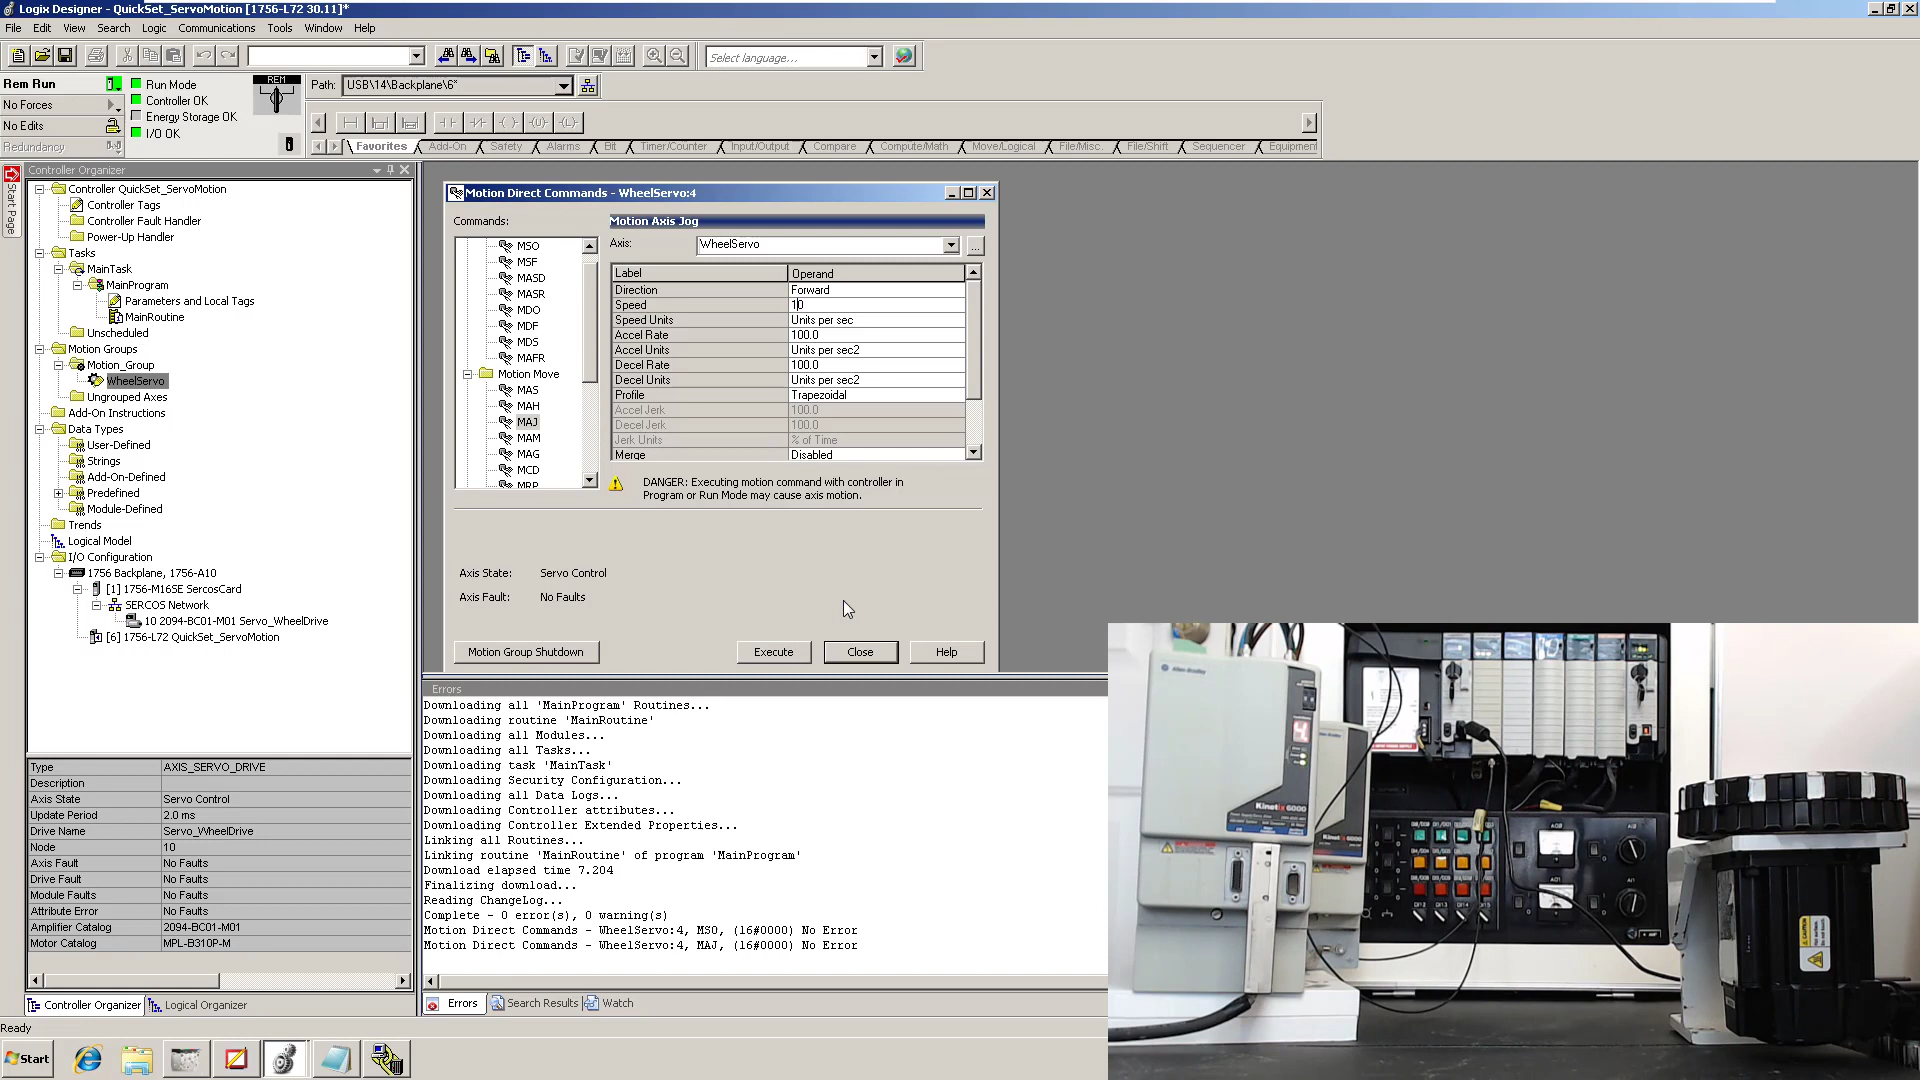 Logix Designer - QuickSet_ServoMotion [1756-L72 30.11]*
File Edit View Search Logic Communications Tools Window Help
Select language...
Rem Run
No Forces
No Edits
Redundancy
Run Mode
Controller OK
Energy Storage OK
I/O OK
REM
Path: USB\14\Backplane\6*
Favorites Add-On Safety Alarms Bit Timer/Counter Input/Output Compare Compute/Math Move/Logical File/Misc. File/Shift Sequencer Equipment
Start Page
Controller Organizer
Controller QuickSet_ServoMotion
Controller Tags
Controller Fault Handler
Power-Up Handler
Tasks
MainTask
MainProgram
Parameters and Local Tags
MainRoutine
Unscheduled
Motion Groups
Motion_Group
WheelServo
Ungrouped Axes
Add-On Instructions
Data Types
User-Defined
Strings
Add-On-Defined
Predefined
Module-Defined
Trends
Logical Model
I/O Configuration
1756 Backplane, 1756-A10
[1] 1756-M16SE SercosCard
SERCOS Network
10 2094-BC01-M01 Servo_WheelDrive
[6] 1756-L72 QuickSet_ServoMotion
Type AXIS_SERVO_DRIVE
Description
Axis State Servo Control
Update Period 2.0 ms
Drive Name Servo_WheelDrive
Node 10
Axis Fault No Faults
Drive Fault No Faults
Module Faults No Faults
Attribute Error No Faults
Amplifier Catalog 2094-BC01-M01
Motor Catalog MPL-B310P-M
Controller Organizer Logical Organizer
Motion Direct Commands - WheelServo:4
Commands:
MSO
MSF
MASD
MASR
MDO
MDF
MDS
MAFR
Motion Move
MAS
MAH
MAJ
MAM
MAG
MCD
MRP
Motion Axis Jog
Axis: WheelServo ...
Label Operand
Direction Forward
Speed 10
Speed Units Units per sec
Accel Rate 100.0
Accel Units Units per sec2
Decel Rate 100.0
Decel Units Units per sec2
Profile Trapezoidal
Accel Jerk 100.0
Decel Jerk 100.0
Jerk Units % of Time
Merge Disabled
DANGER: Executing motion command with controller in
Program or Run Mode may cause axis motion.
Axis State: Servo Control
Axis Fault: No Faults
Motion Group Shutdown Execute Close Help
Errors
Downloading all 'MainProgram' Routines...
Downloading routine 'MainRoutine'
Downloading all Modules...
Downloading all Tasks...
Downloading task 'MainTask'
Downloading Security Configuration...
Downloading all Data Logs...
Downloading Controller attributes...
Downloading Controller Extended Properties...
Linking all Routines...
Linking routine 'MainRoutine' of program 'MainProgram'
Download elapsed time 7.204
Finalizing download...
Reading ChangeLog...
Complete - 0 error(s), 0 warning(s)
Motion Direct Commands - WheelServo:4, MSO, (16#0000) No Error
Motion Direct Commands - WheelServo:4, MAJ, (16#0000) No Error
Errors Search Results Watch
Ready
Start
Allen-Bradley
4.
Kinetix 6000
CAUTION